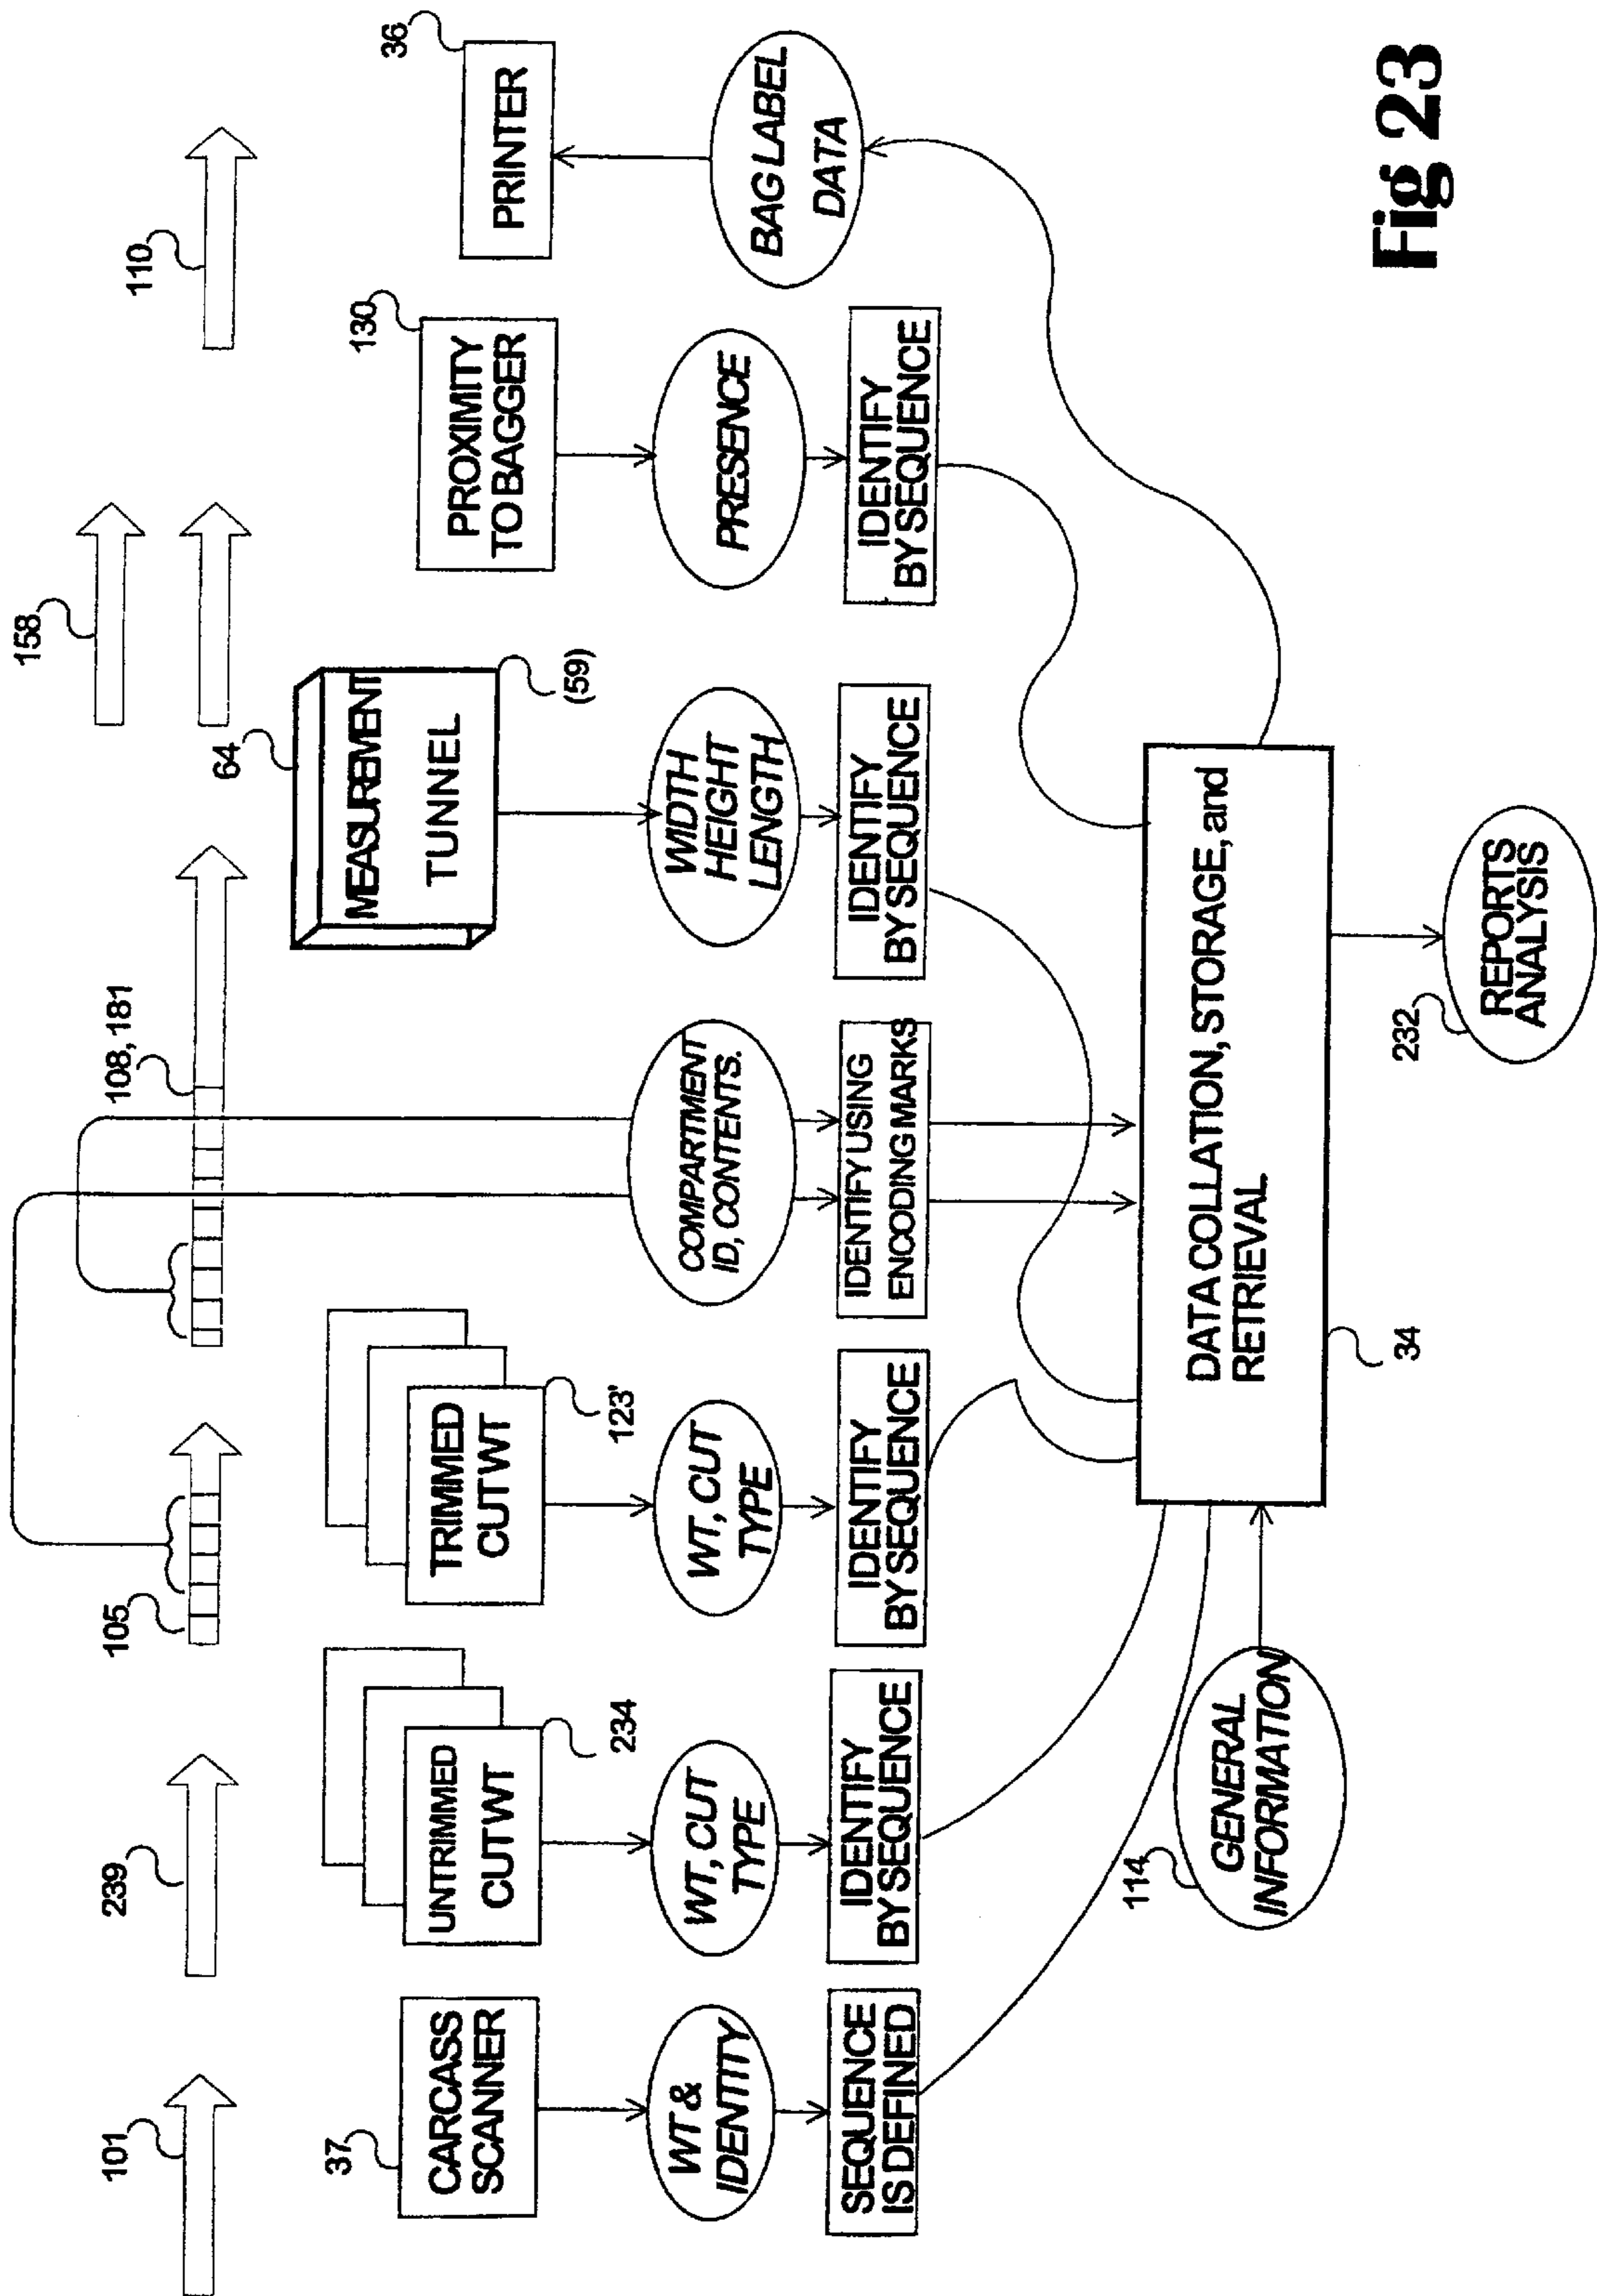 101
239
105
108, 181
158
110
37
CARCASS
SCANNER
UNTRIMMED
CUT WT
234
TRIMMED
CUT WT
123'
64
MEASUREMENT
TUNNEL
(59)
PROXIMITY
TO BAGGER
130
PRINTER
36
WT &
IDENTITY
WT, CUT
TYPE
WT, CUT
TYPE
COMPARTMENT
ID, CONTENTS.
WIDTH
HEIGHT
LENGTH
PRESENCE
BAG LABEL
DATA
SEQUENCE
IS DEFINED
IDENTIFY
BY SEQUENCE
IDENTIFY
BY SEQUENCE
IDENTIFY USING
ENCODING MARKS
IDENTIFY
BY SEQUENCE
IDENTIFY
BY SEQUENCE
114
GENERAL
INFORMATION
DATA COLLATION, STORAGE, and
RETRIEVAL
34
232
REPORTS
ANALYSIS
Fig 23